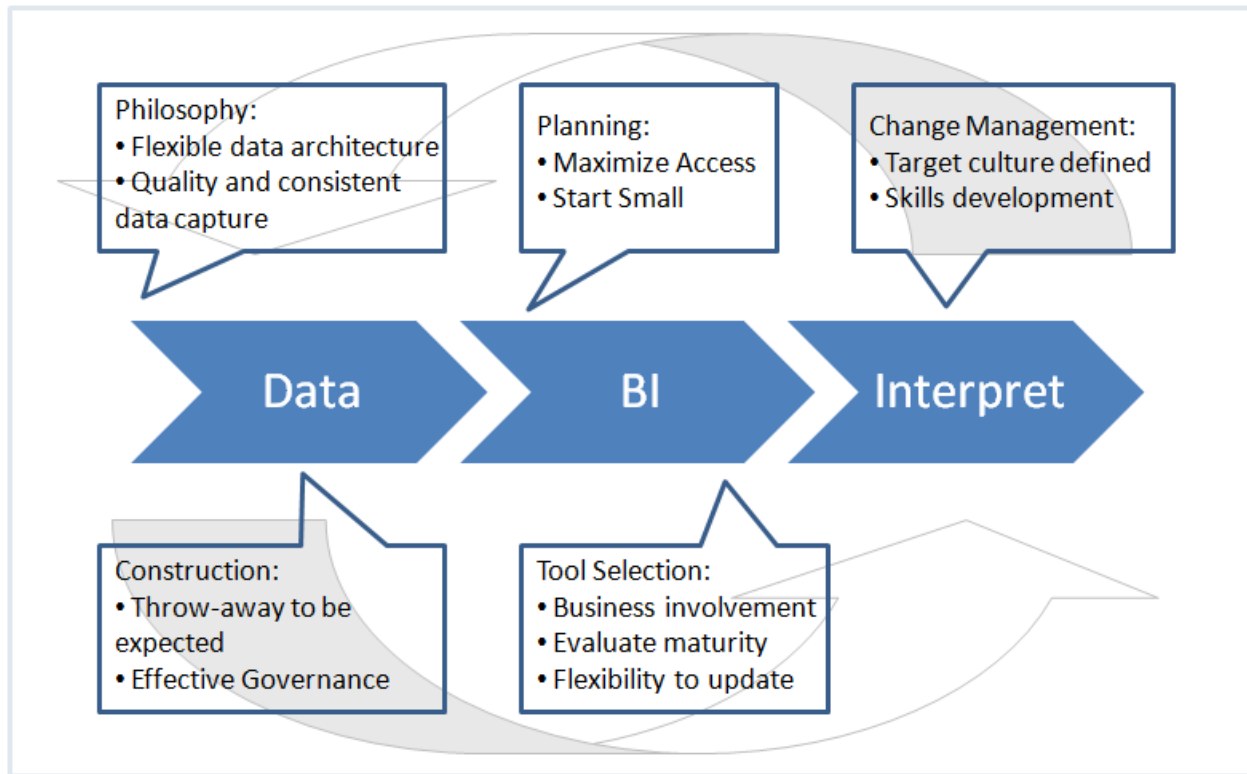 Philosophy:
• Flexible data architecture
• Quality and consistent
data capture
Planning:
• Maximize Access
• Start Small
Change Management:
• Target culture defined
• Skills development
Data
BI
Interpret
Construction:
• Throw-away to be
expected
• Effective Governance
Tool Selection:
• Business involvement
• Evaluate maturity
• Flexibility to update